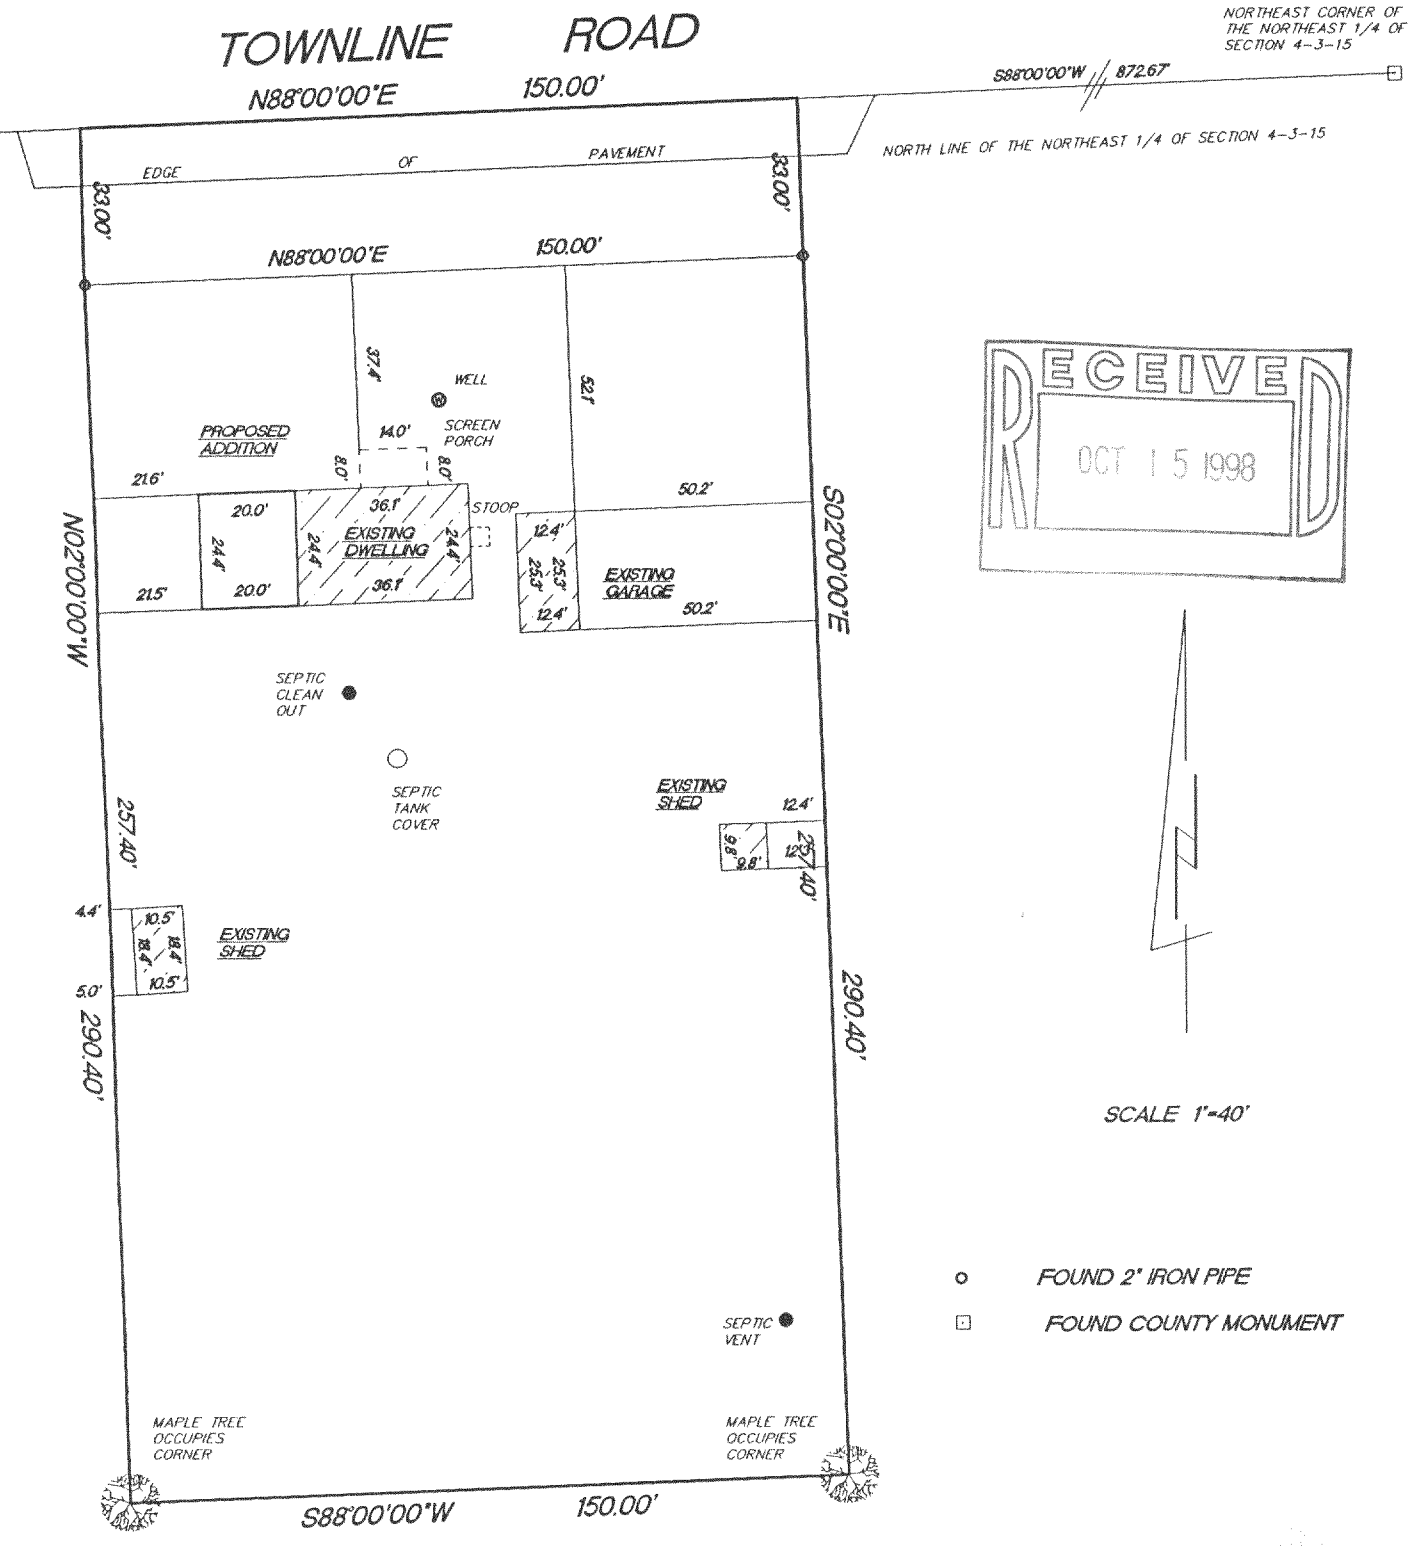 TOWNLINE ROAD
N88°00'00"E 150.00'
NORTHEAST CORNER OF
THE NORTHEAST 1/4 OF
SECTION 4-3-15
S88°00'00"W 872.67'
NORTH LINE OF THE NORTHEAST 1/4 OF SECTION 4-3-15
EDGE OF PAVEMENT
33.00'
33.00'
N88°00'00"E 150.00'
37.4'
52.1'
WELL
W
SCREEN
PORCH
14.0'
8.0'
8.0'
PROPOSED
ADDITION
21.6'
20.0'
36.1'
STOOP
50.2'
24.4'
24.4'
EXISTING
DWELLING
24.4'
12.4'
25.3'
25.3'
EXISTING
GARAGE
21.5'
20.0'
36.1'
12.4'
50.2'
N02°00'00"W
S02°00'00"E
RECEIVED
OCT 15 1998
SEPTIC
CLEAN
OUT
SEPTIC
TANK
COVER
EXISTING
SHED
12.4'
9.8'
9.8'
257.40'
257.40'
4.4'
10.5'
18.4'
18.4'
10.5'
5.0'
EXISTING
SHED
290.40'
290.40'
N
SCALE 1"=40'
FOUND 2" IRON PIPE
FOUND COUNTY MONUMENT
SEPTIC
VENT
MAPLE TREE
OCCUPIES
CORNER
MAPLE TREE
OCCUPIES
CORNER
S88°00'00"W 150.00'